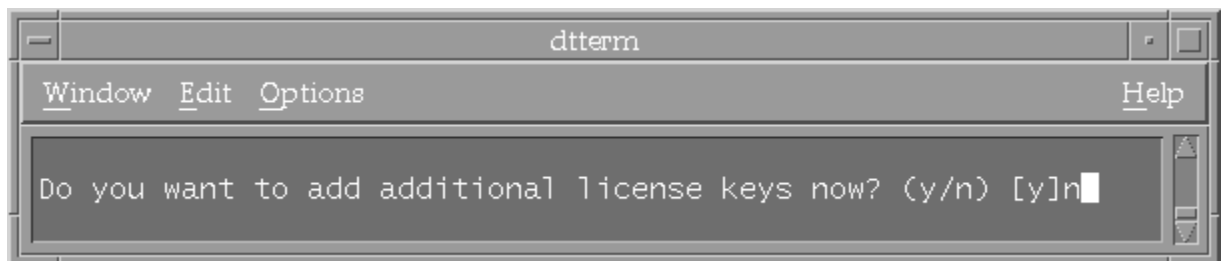 dtterm
Window Edit Options Help
Do you want to add additional license keys now? (y/n) [y]n